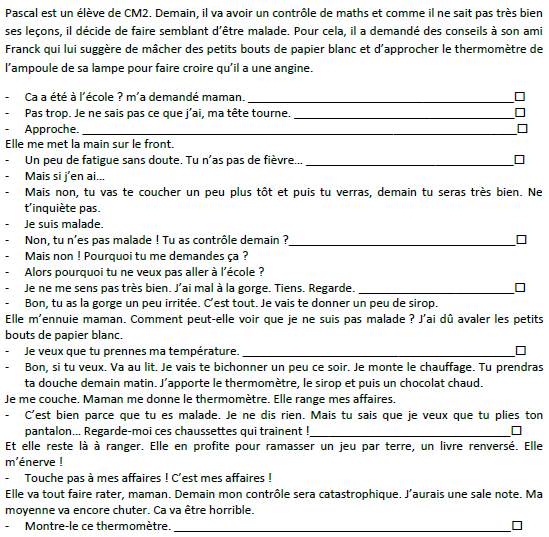 Pascal est un élève de CM2. Demain, il va avoir un contrôle de maths et comme il ne sait pas très bien
ses leçons, il décide de faire semblant d’être malade. Pour cela, il a demandé des conseils à son ami
Franck qui lui suggère de mâcher des petits bouts de papier blanc et d’approcher le thermomètre de
l’ampoule de sa lampe pour faire croire qu’il a une angine.
- Ca a été à l’école ? m’a demandé maman. ☐
- Pas trop. Je ne sais pas ce que j’ai, ma tête tourne. ☐
- Approche. ☐
Elle me met la main sur le front.
- Un peu de fatigue sans doute. Tu n’as pas de fièvre… ☐
- Mais si j’en ai…
- Mais non, tu vas te coucher un peu plus tôt et puis tu verras, demain tu seras très bien. Ne
t’inquiète pas.
- Je suis malade.
- Non, tu n’es pas malade ! Tu as contrôle demain ? ☐
- Mais non ! Pourquoi tu me demandes ça ?
- Alors pourquoi tu ne veux pas aller à l’école ?
- Je ne me sens pas très bien. J’ai mal à la gorge. Tiens. Regarde. ☐
- Bon, tu as la gorge un peu irritée. C’est tout. Je vais te donner un peu de sirop.
Elle m’ennuie maman. Comment peut-elle voir que je ne suis pas malade ? J’ai dû avaler les petits
bouts de papier blanc.
- Je veux que tu prennes ma température. ☐
- Bon, si tu veux. Va au lit. Je vais te bichonner un peu ce soir. Je monte le chauffage. Tu prendras
ta douche demain matin. J’apporte le thermomètre, le sirop et puis un chocolat chaud.
Je me couche. Maman me donne le thermomètre. Elle range mes affaires.
- C’est bien parce que tu es malade. Je ne dis rien. Mais tu sais que je veux que tu plies ton
pantalon… Regarde-moi ces chaussettes qui trainent ! ☐
Et elle reste là à ranger. Elle en profite pour ramasser un jeu par terre, un livre renversé. Elle
m’énerve !
- Touche pas à mes affaires ! C’est mes affaires !
Elle va tout faire rater, maman. Demain mon contrôle sera catastrophique. J’aurais une sale note. Ma
moyenne va encore chuter. Ca va être horrible.
- Montre-le ce thermomètre. ☐